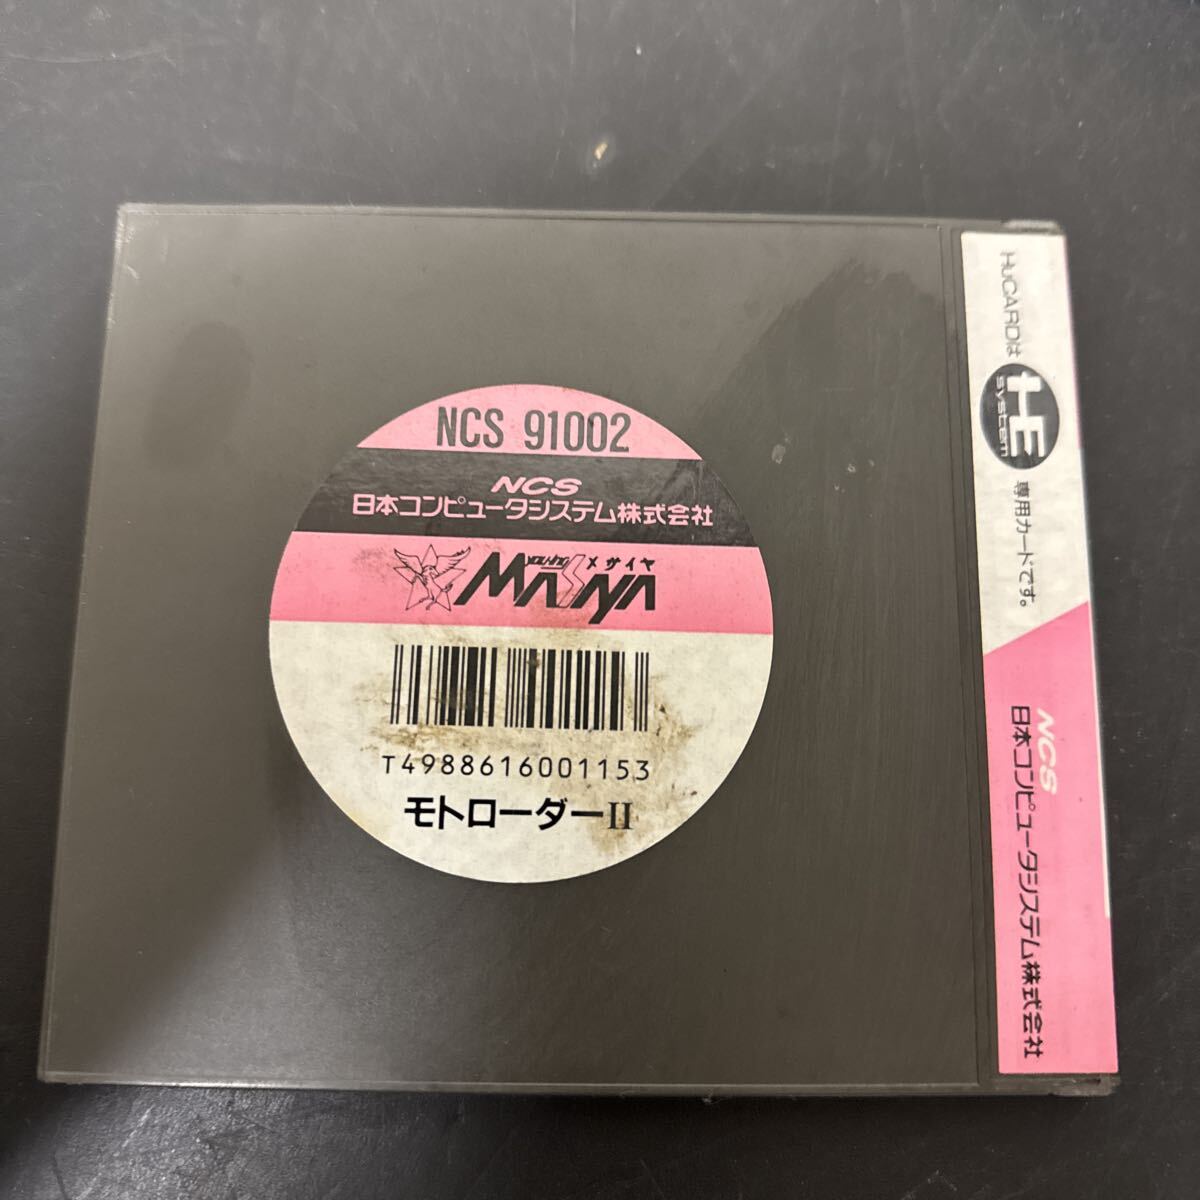 NCS 91002
NCS
日本コンピュータシステム株式会社
MASAYA メサイヤ
T4988616001153
モトローダーII
HuCARDは HE system 専用カードです。
NCS
日本コンピュータシステム株式会社